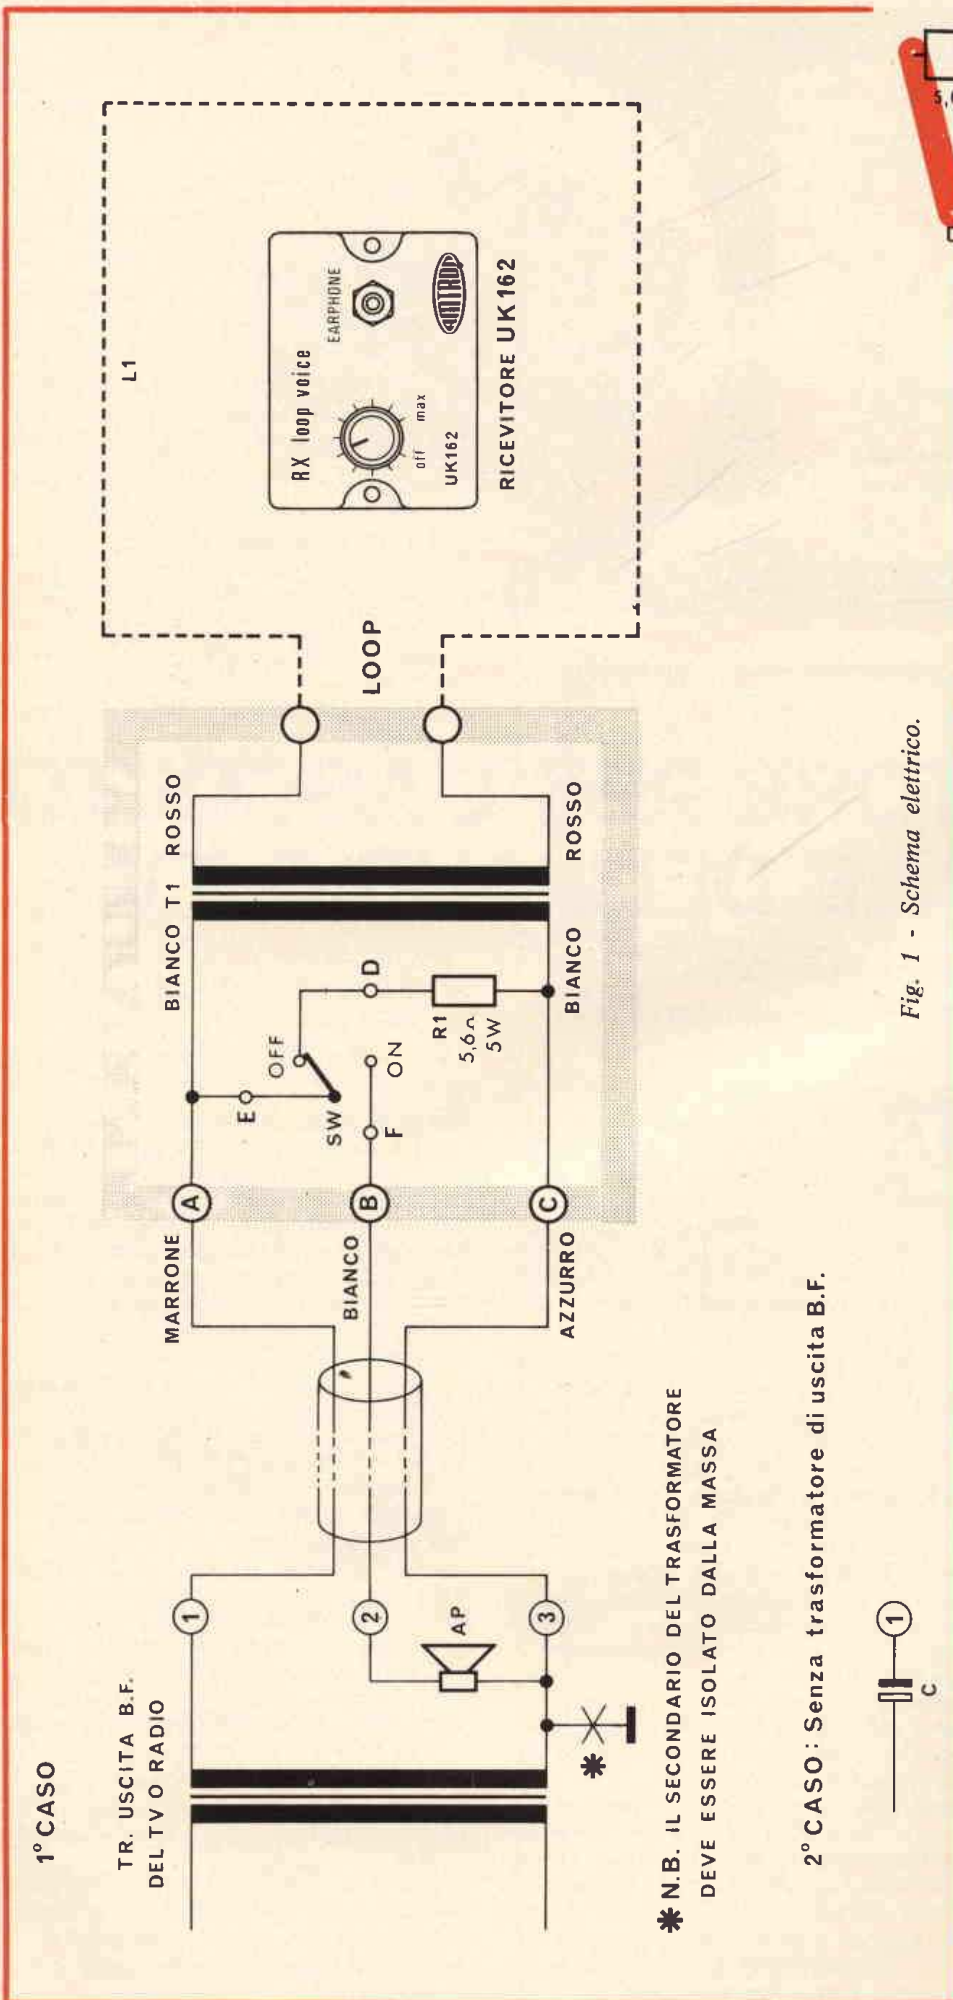 1° CASO
TR. USCITA B.F.
DEL TV O RADIO
1
2
3
AP
✱
✱ N.B. IL SECONDARIO DEL TRASFORMATORE
DEVE ESSERE ISOLATO DALLA MASSA
2° CASO: Senza trasformatore di uscita B.F.
1
C
MARRONE
BIANCO
AZZURRO
A
B
C
E
SW
OFF
F
ON
D
R1
5,6Ω
5W
BIANCO T1 ROSSO
BIANCO
ROSSO
LOOP
L1
RX loop voice
EARPHONE
off
max
UK162
AMTRON
RICEVITORE UK162
Fig. 1 - Schema elettrico.